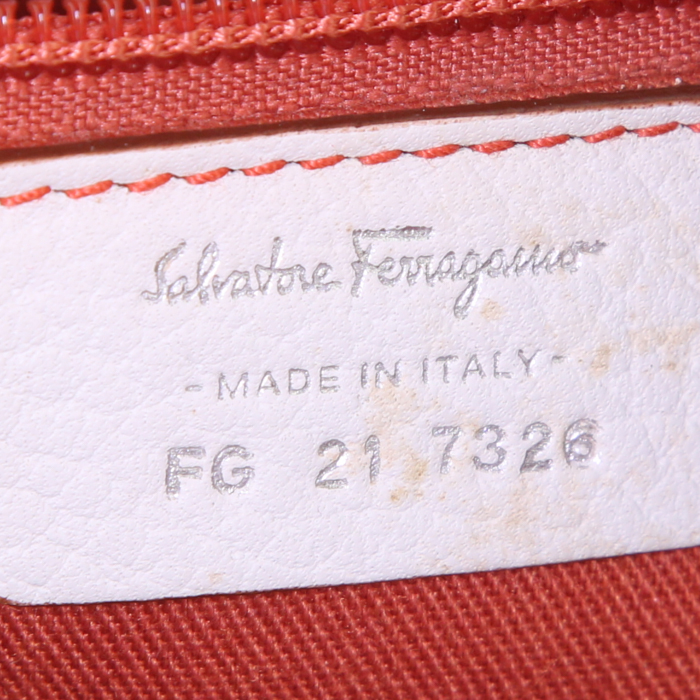 Salvatore Ferragamo
-MADE IN ITALY-
FG 21 7326